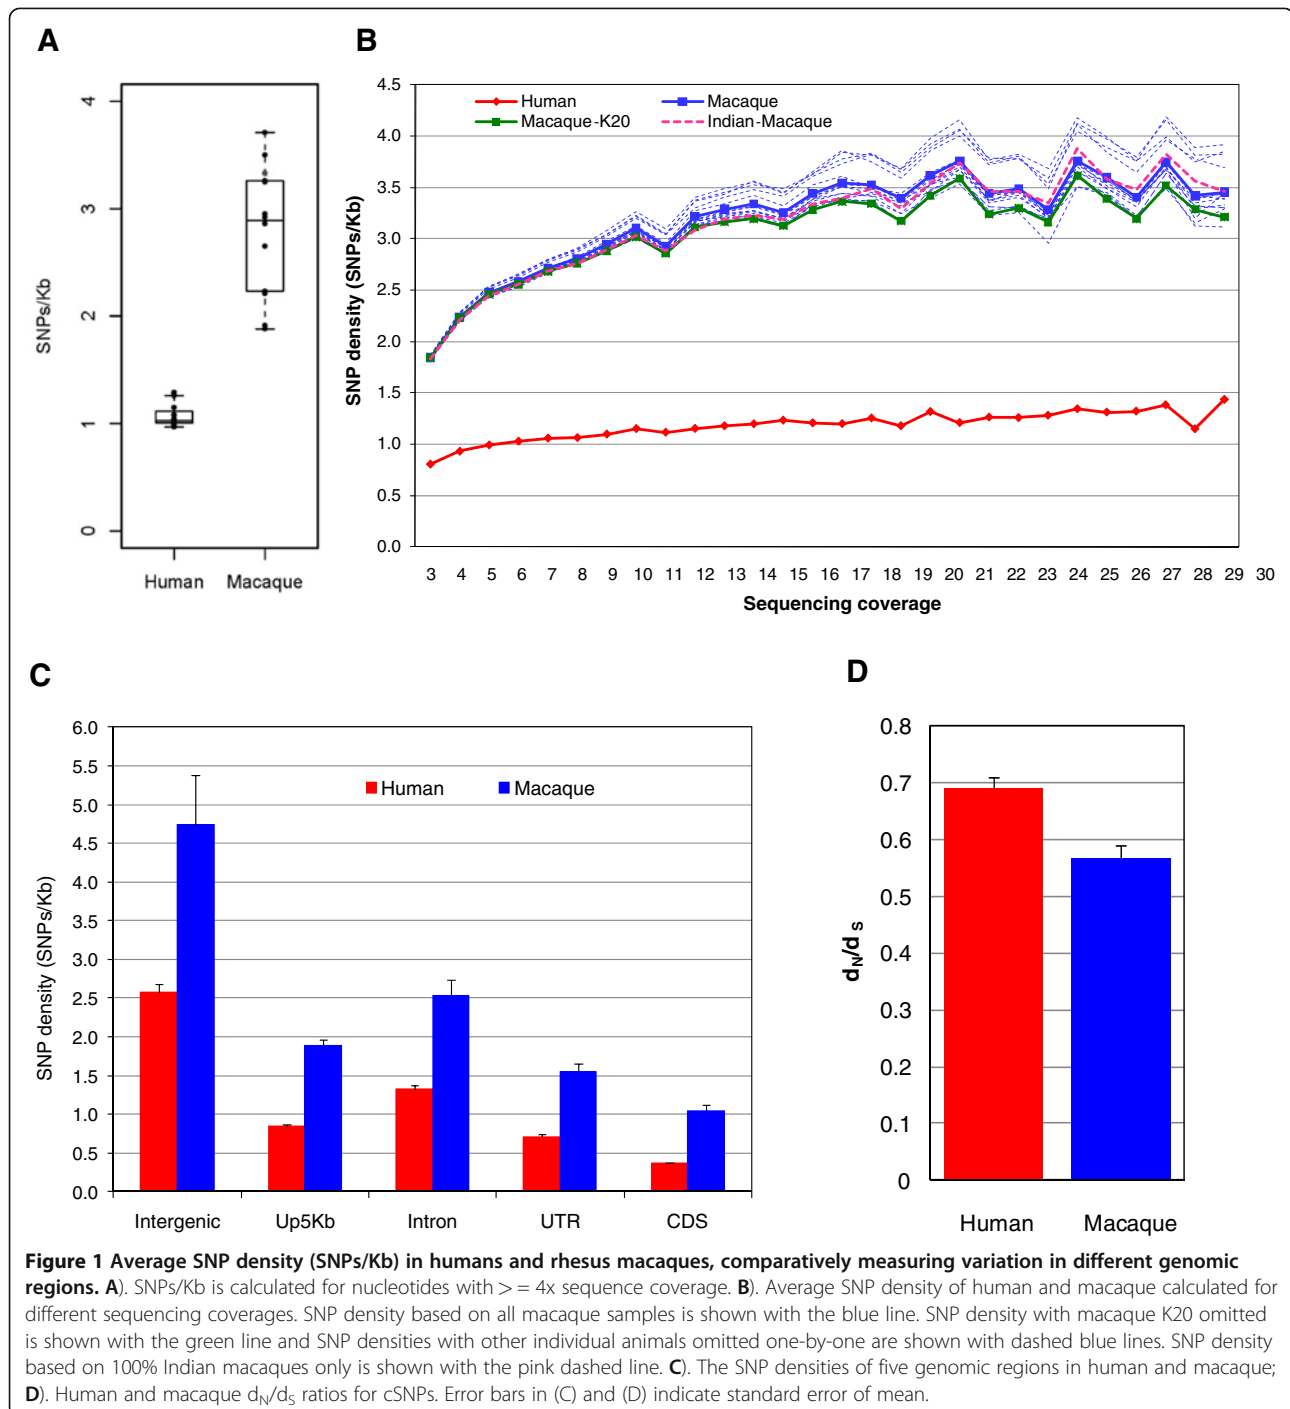 A
4
3
2
1
0
SNPs/Kb
Human
Macaque
B
4.5
4.0
3.5
3.0
2.5
2.0
1.5
1.0
0.5
0.0
SNP density (SNPs/Kb)
Human
Macaque
Macaque-K20
Indian-Macaque
3 4 5 6 7 8 9 10 11 12 13 14 15 16 17 18 19 20 21 22 23 24 25 26 27 28 29 30
Sequencing coverage
C
6.0
5.5
5.0
4.5
4.0
3.5
3.0
2.5
2.0
1.5
1.0
0.5
0.0
SNP density (SNPs/Kb)
Human
Macaque
Intergenic
Up5Kb
Intron
UTR
CDS
D
0.8
0.7
0.6
0.5
0.4
0.3
0.2
0.1
0
dN/d s
Human
Macaque
Figure 1 Average SNP density (SNPs/Kb) in humans and rhesus macaques, comparatively measuring variation in different genomic
regions. A). SNPs/Kb is calculated for nucleotides with > = 4x sequence coverage. B). Average SNP density of human and macaque calculated for
different sequencing coverages. SNP density based on all macaque samples is shown with the blue line. SNP density with macaque K20 omitted
is shown with the green line and SNP densities with other individual animals omitted one-by-one are shown with dashed blue lines. SNP density
based on 100% Indian macaques only is shown with the pink dashed line. C). The SNP densities of five genomic regions in human and macaque;
D). Human and macaque dN/dS ratios for cSNPs. Error bars in (C) and (D) indicate standard error of mean.